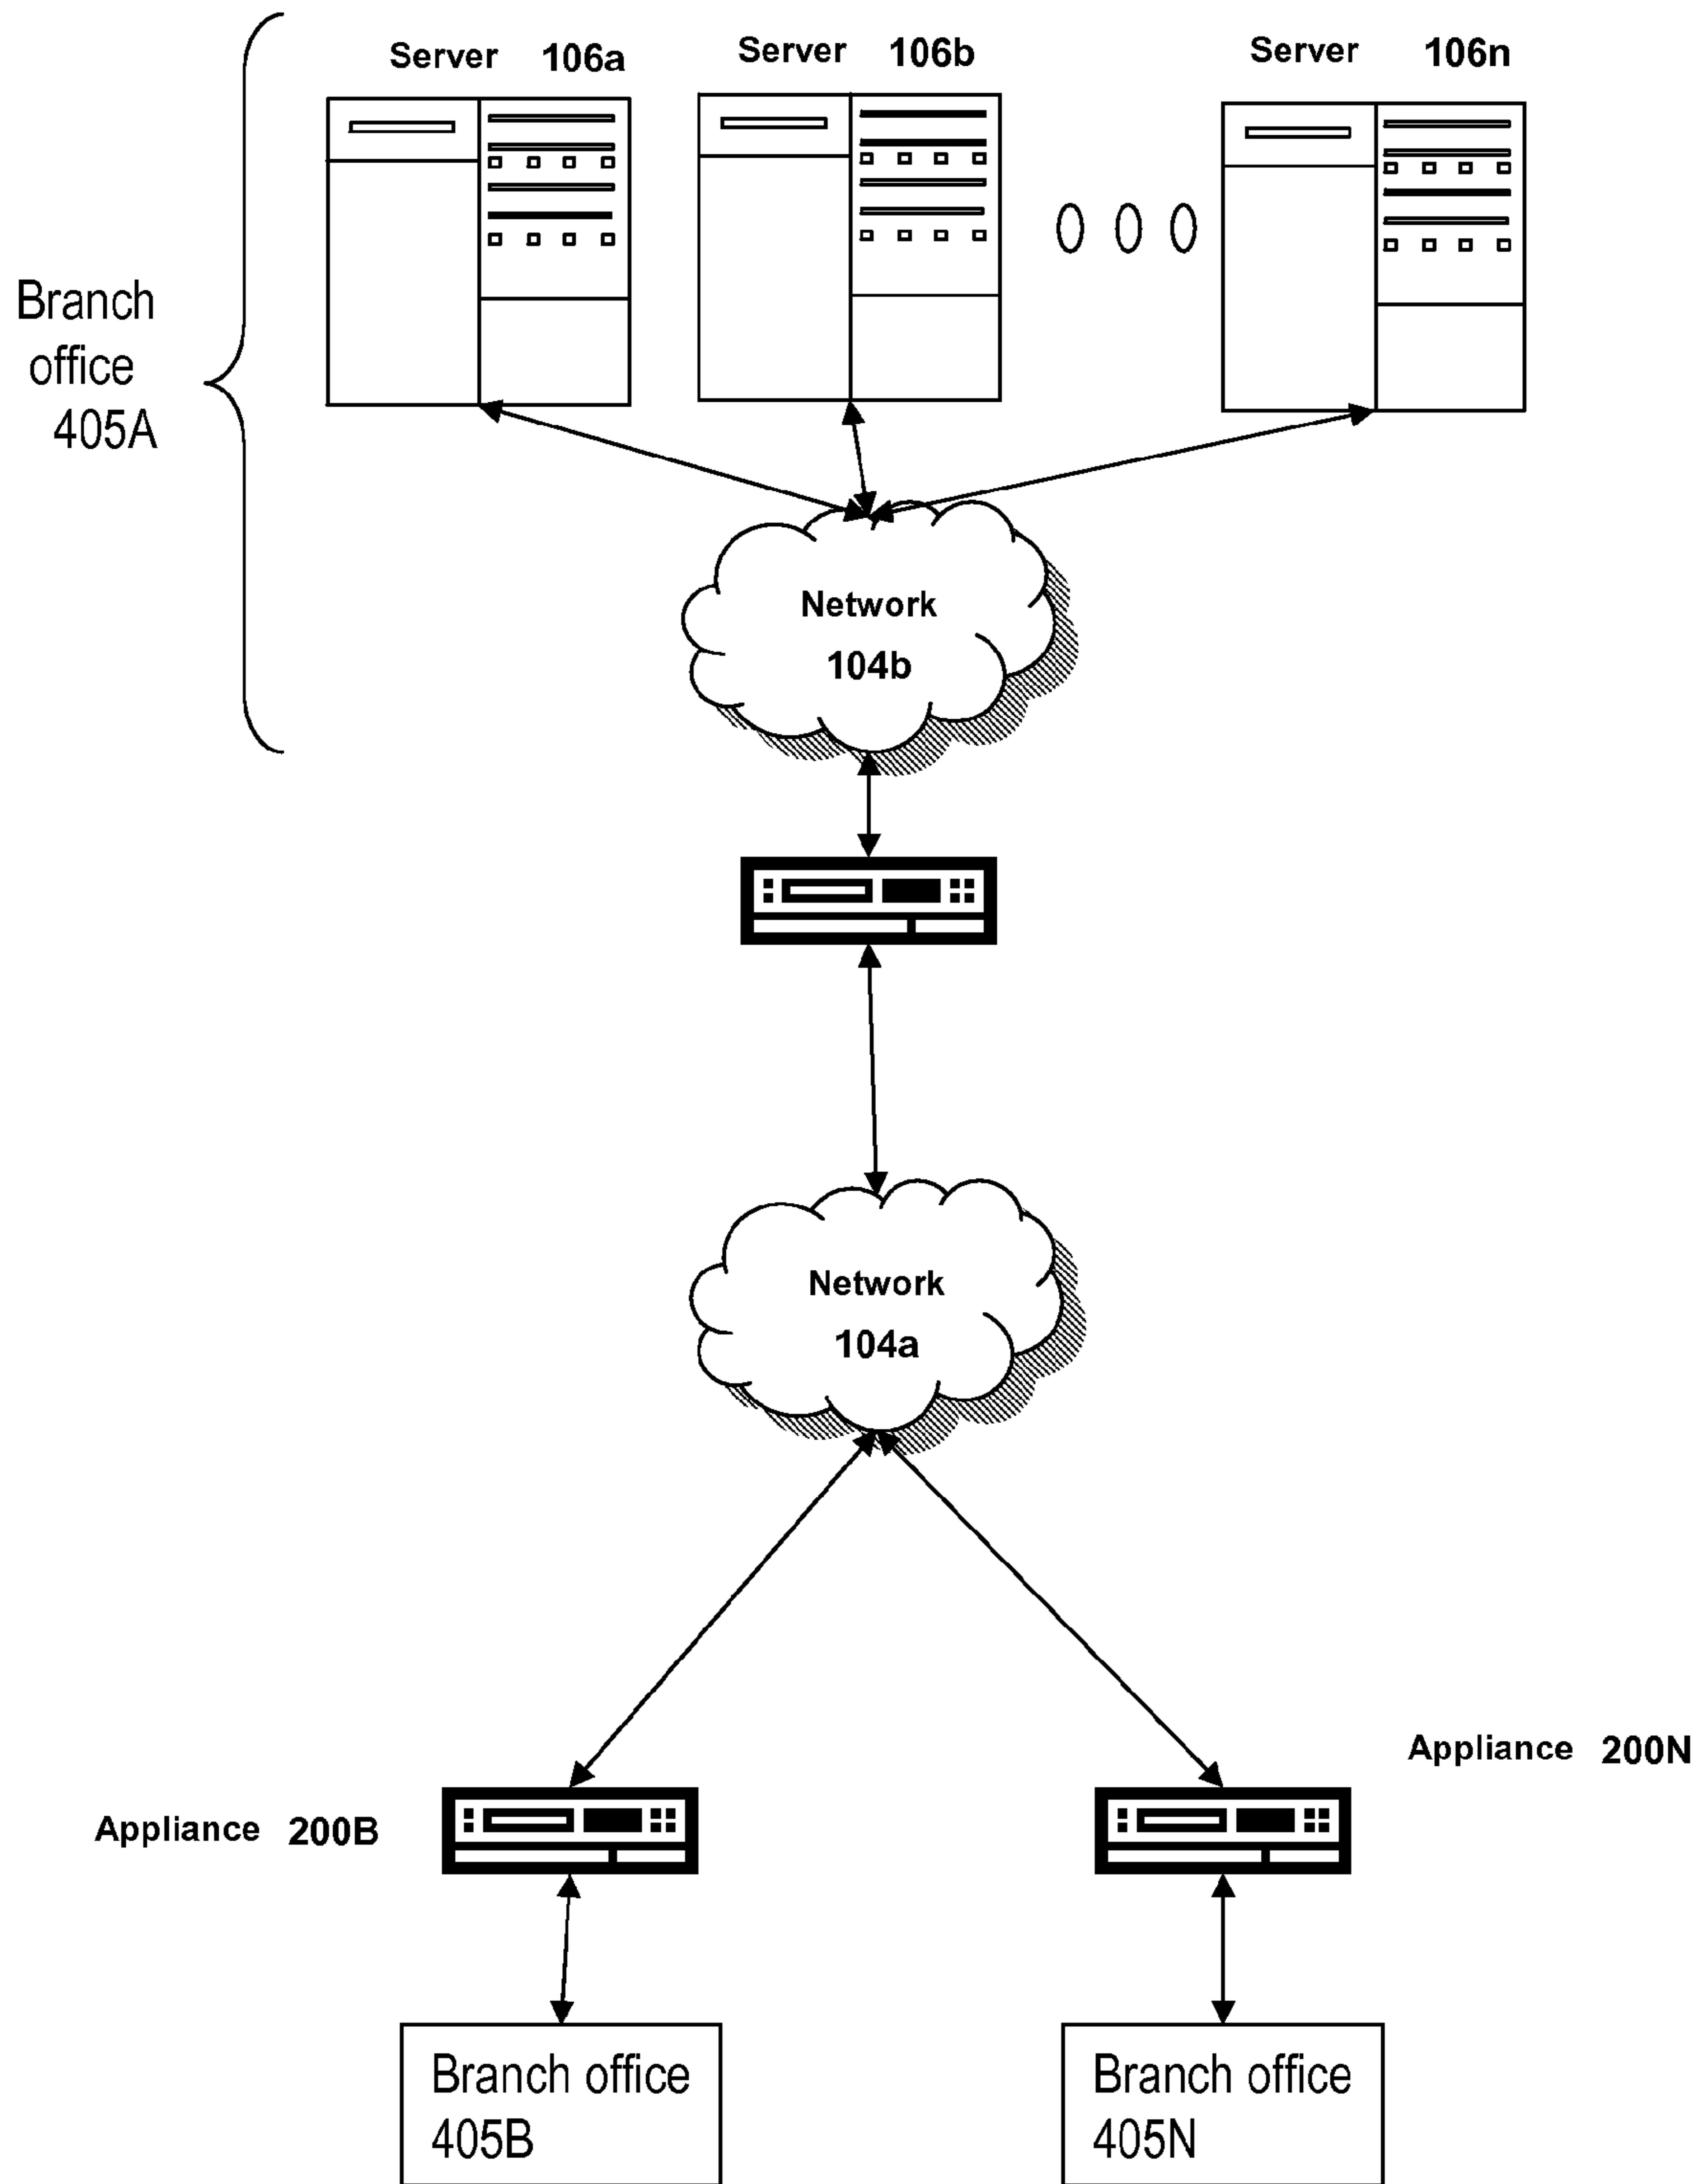 Server 106a
Server 106b
Server 106n
Branch
office
405A
Network
104b
Network
104a
Appliance 200N
Appliance 200B
Branch office
405B
Branch office
405N